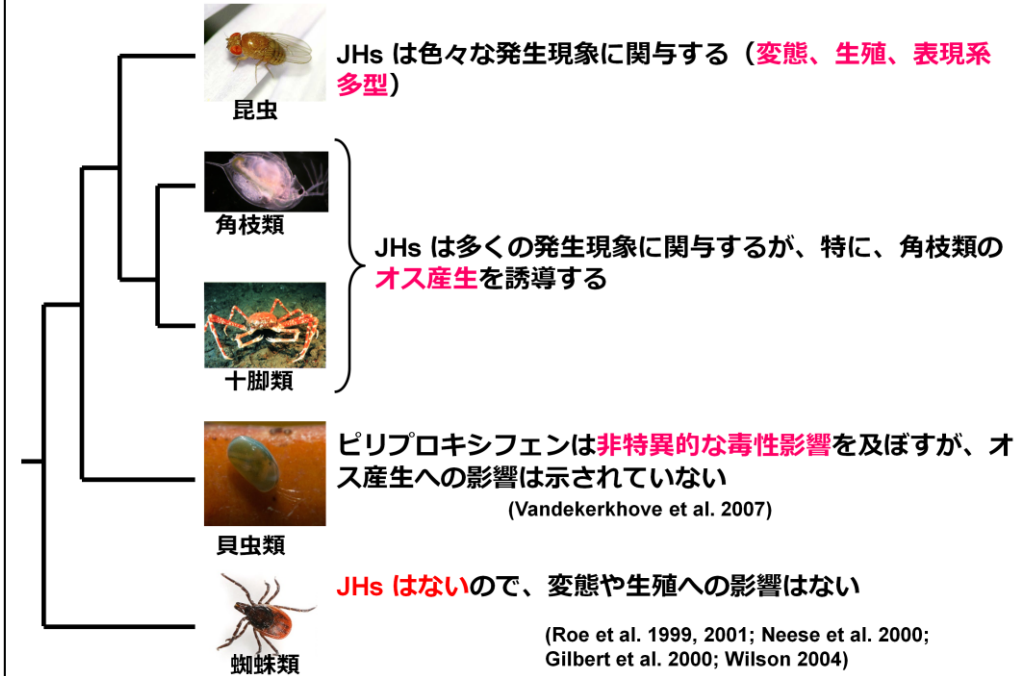 JHs は色々な発生現象に関与する（変態、生殖、表現系
多型）
昆虫
角枝類
JHs は多くの発生現象に関与するが、特に、角枝類の
オス産生を誘導する
十脚類
ピリプロキシフェンは非特異的な毒性影響を及ぼすが、オ
ス産生への影響は示されていない
(Vandekerkhove et al. 2007)
貝虫類
JHs はないので、変態や生殖への影響はない
(Roe et al. 1999, 2001; Neese et al. 2000;
Gilbert et al. 2000; Wilson 2004)
蜘蛛類